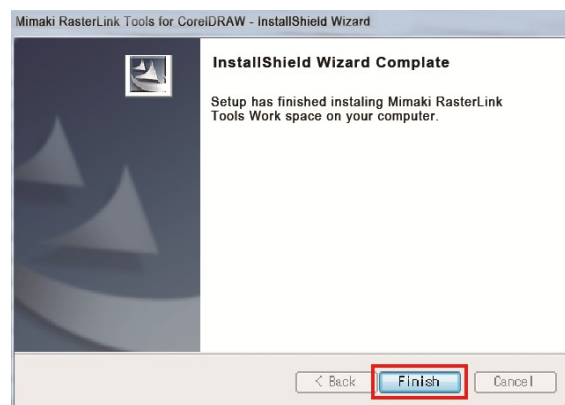 Mimaki RasterLink Tools for CorelDRAW - InstallShield Wizard
InstallShield Wizard Complate
Setup has finished instaling Mimaki RasterLink
Tools Work space on your computer.
< Back Finish Cancel